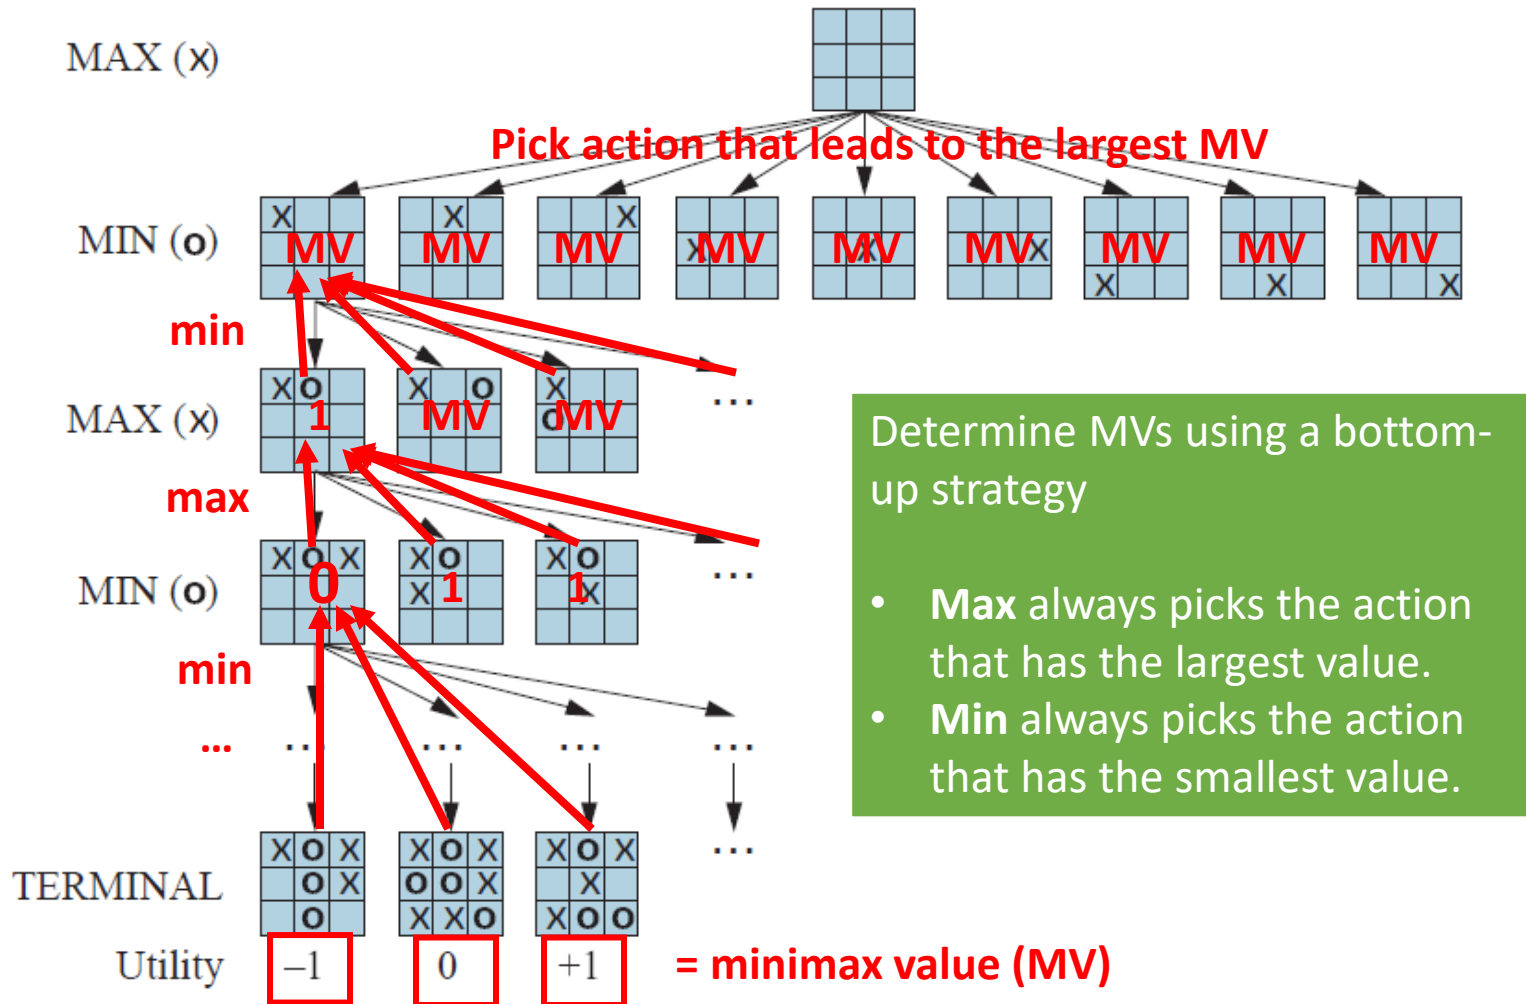 MAX (X)
Pick action that leads to the largest MV
X X X X X X X X X
MIN (O) MV MV MV MV MV MV MV MV MV
min
X O X O X O ...
MAX (X) 1 MV MV
Determine MVs using a bottom-
up strategy
• Max always picks the action
that has the largest value.
• Min always picks the action
that has the smallest value.
max
X O X X O X O X X ...
MIN (O) 0 1 1
min
... ... ... ... ...
X O X X O X X O X ...
TERMINAL O X O O X X
O X X O X O O
Utility –1 0 +1 = minimax value (MV)